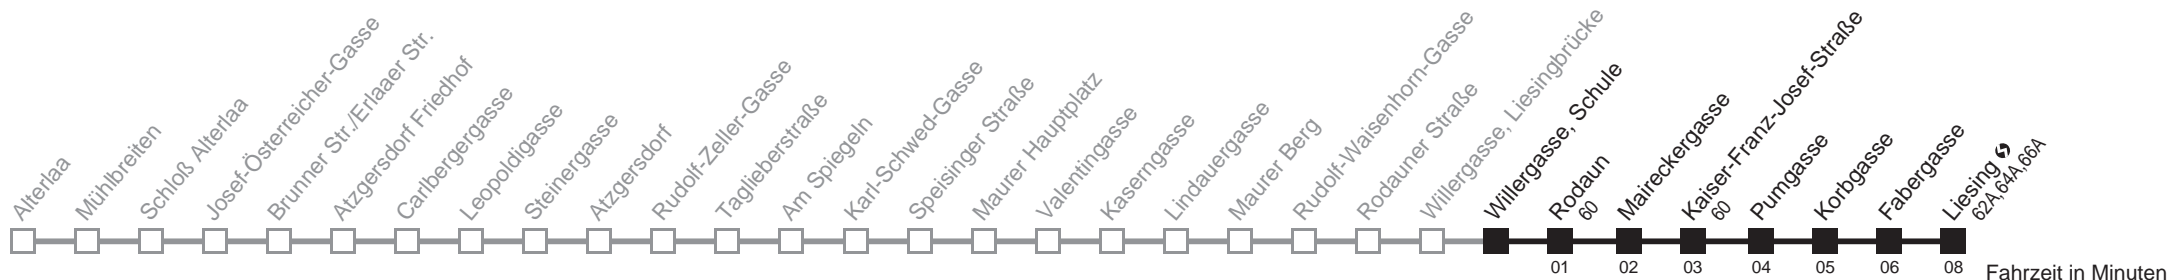 Alterlaa
Mühlbreiten
Schloß Alterlaa
Josef-Österreicher-Gasse
Brunner Str./Erlaaer Str.
Atzgersdorf Friedhof
Carlbergergasse
Leopoldigasse
Steinergasse
Atzgersdorf
Rudolf-Zeller-Gasse
Taglieberstraße
Am Spiegeln
Karl-Schwed-Gasse
Speisinger Straße
Maurer Hauptplatz
Valentingasse
Kaserngasse
Lindauergasse
Maurer Berg
Rudolf-Waisenhorn-Gasse
Rodauner Straße
Willergasse, Liesingbrücke
Willergasse, Schule
Rodaun
60
Maireckergasse
Kaiser-Franz-Josef-Straße
60
Pumgasse
Korbgasse
Fabergasse
Liesing
62A,64A,66A
01 02 03 04 05 06 08
Fahrzeit in Minuten